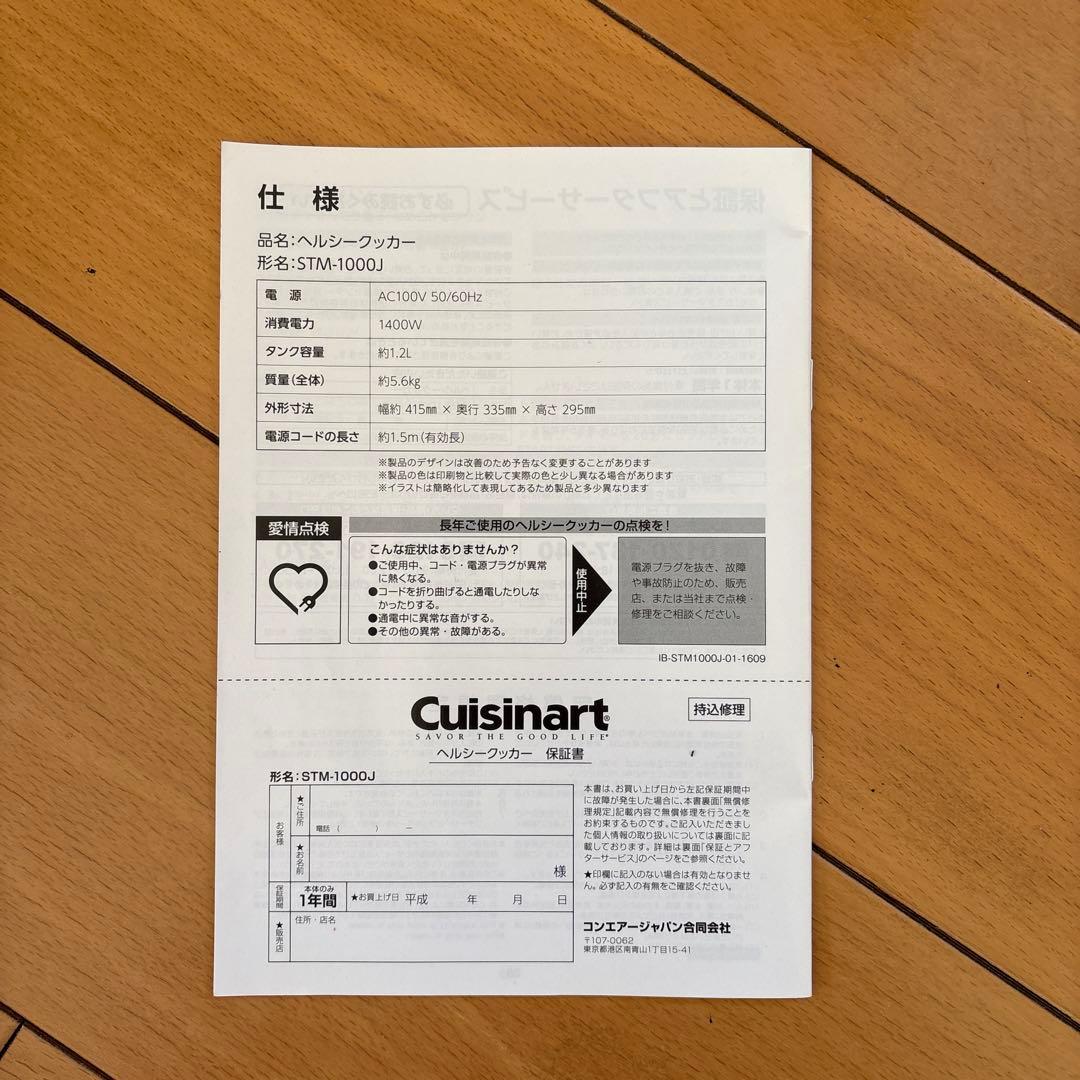 仕 様
品名：ヘルシークッカー
形名：STM-1000J
電 源 AC100V 50/60Hz
消費電力 1400W
タンク容量 約1.2L
質量（全体） 約5.6kg
外形寸法 幅約 415㎜ × 奥行 335㎜ × 高さ 295㎜
電源コードの長さ 約1.5m（有効長）
※製品のデザインは改善のため予告なく変更することがあります
※製品の色は印刷物と比較して実際の色と少し異なる場合があります
※イラストは簡略化して表現してあるため製品と多少異なります
愛情点検
長年ご使用のヘルシークッカーの点検を！
こんな症状はありませんか？
●ご使用中、コード・電源プラグが異常
に熱くなる。
●コードを折り曲げると通電したりしな
かったりする。
●通電中に異常な音がする。
●その他の異常・故障がある。
使用中止
電源プラグを抜き、故障
や事故防止のため、販売
店、または当社まで点検・
修理をご相談ください。
IB-STM1000J-01-1609
Cuisinart®
SAVOR THE GOOD LIFE®
持込修理
ヘルシークッカー 保証書
形名：STM-1000J
お客様
★ご住所
電話（ ） ー
★お名前
様
保証期間
本体のみ
1年間
★お買上げ日 平成 年 月 日
★販売店
住所・店名
本書は、お買い上げ日から左記保証期間中
に故障が発生した場合に、本書裏面「無償修
理規定」記載内容で無償修理を行うことを
お約束するものです。ご記入いただきまし
た個人情報の取り扱いについては裏面に記
載しております。詳細は裏面「保証とアフ
ターサービス」のページをご参照ください。
★印欄に記入のない場合は有効となりませ
ん。必ず記入の有無をご確認ください。
コンエアージャパン合同会社
〒107-0062
東京都港区南青山1丁目15-41